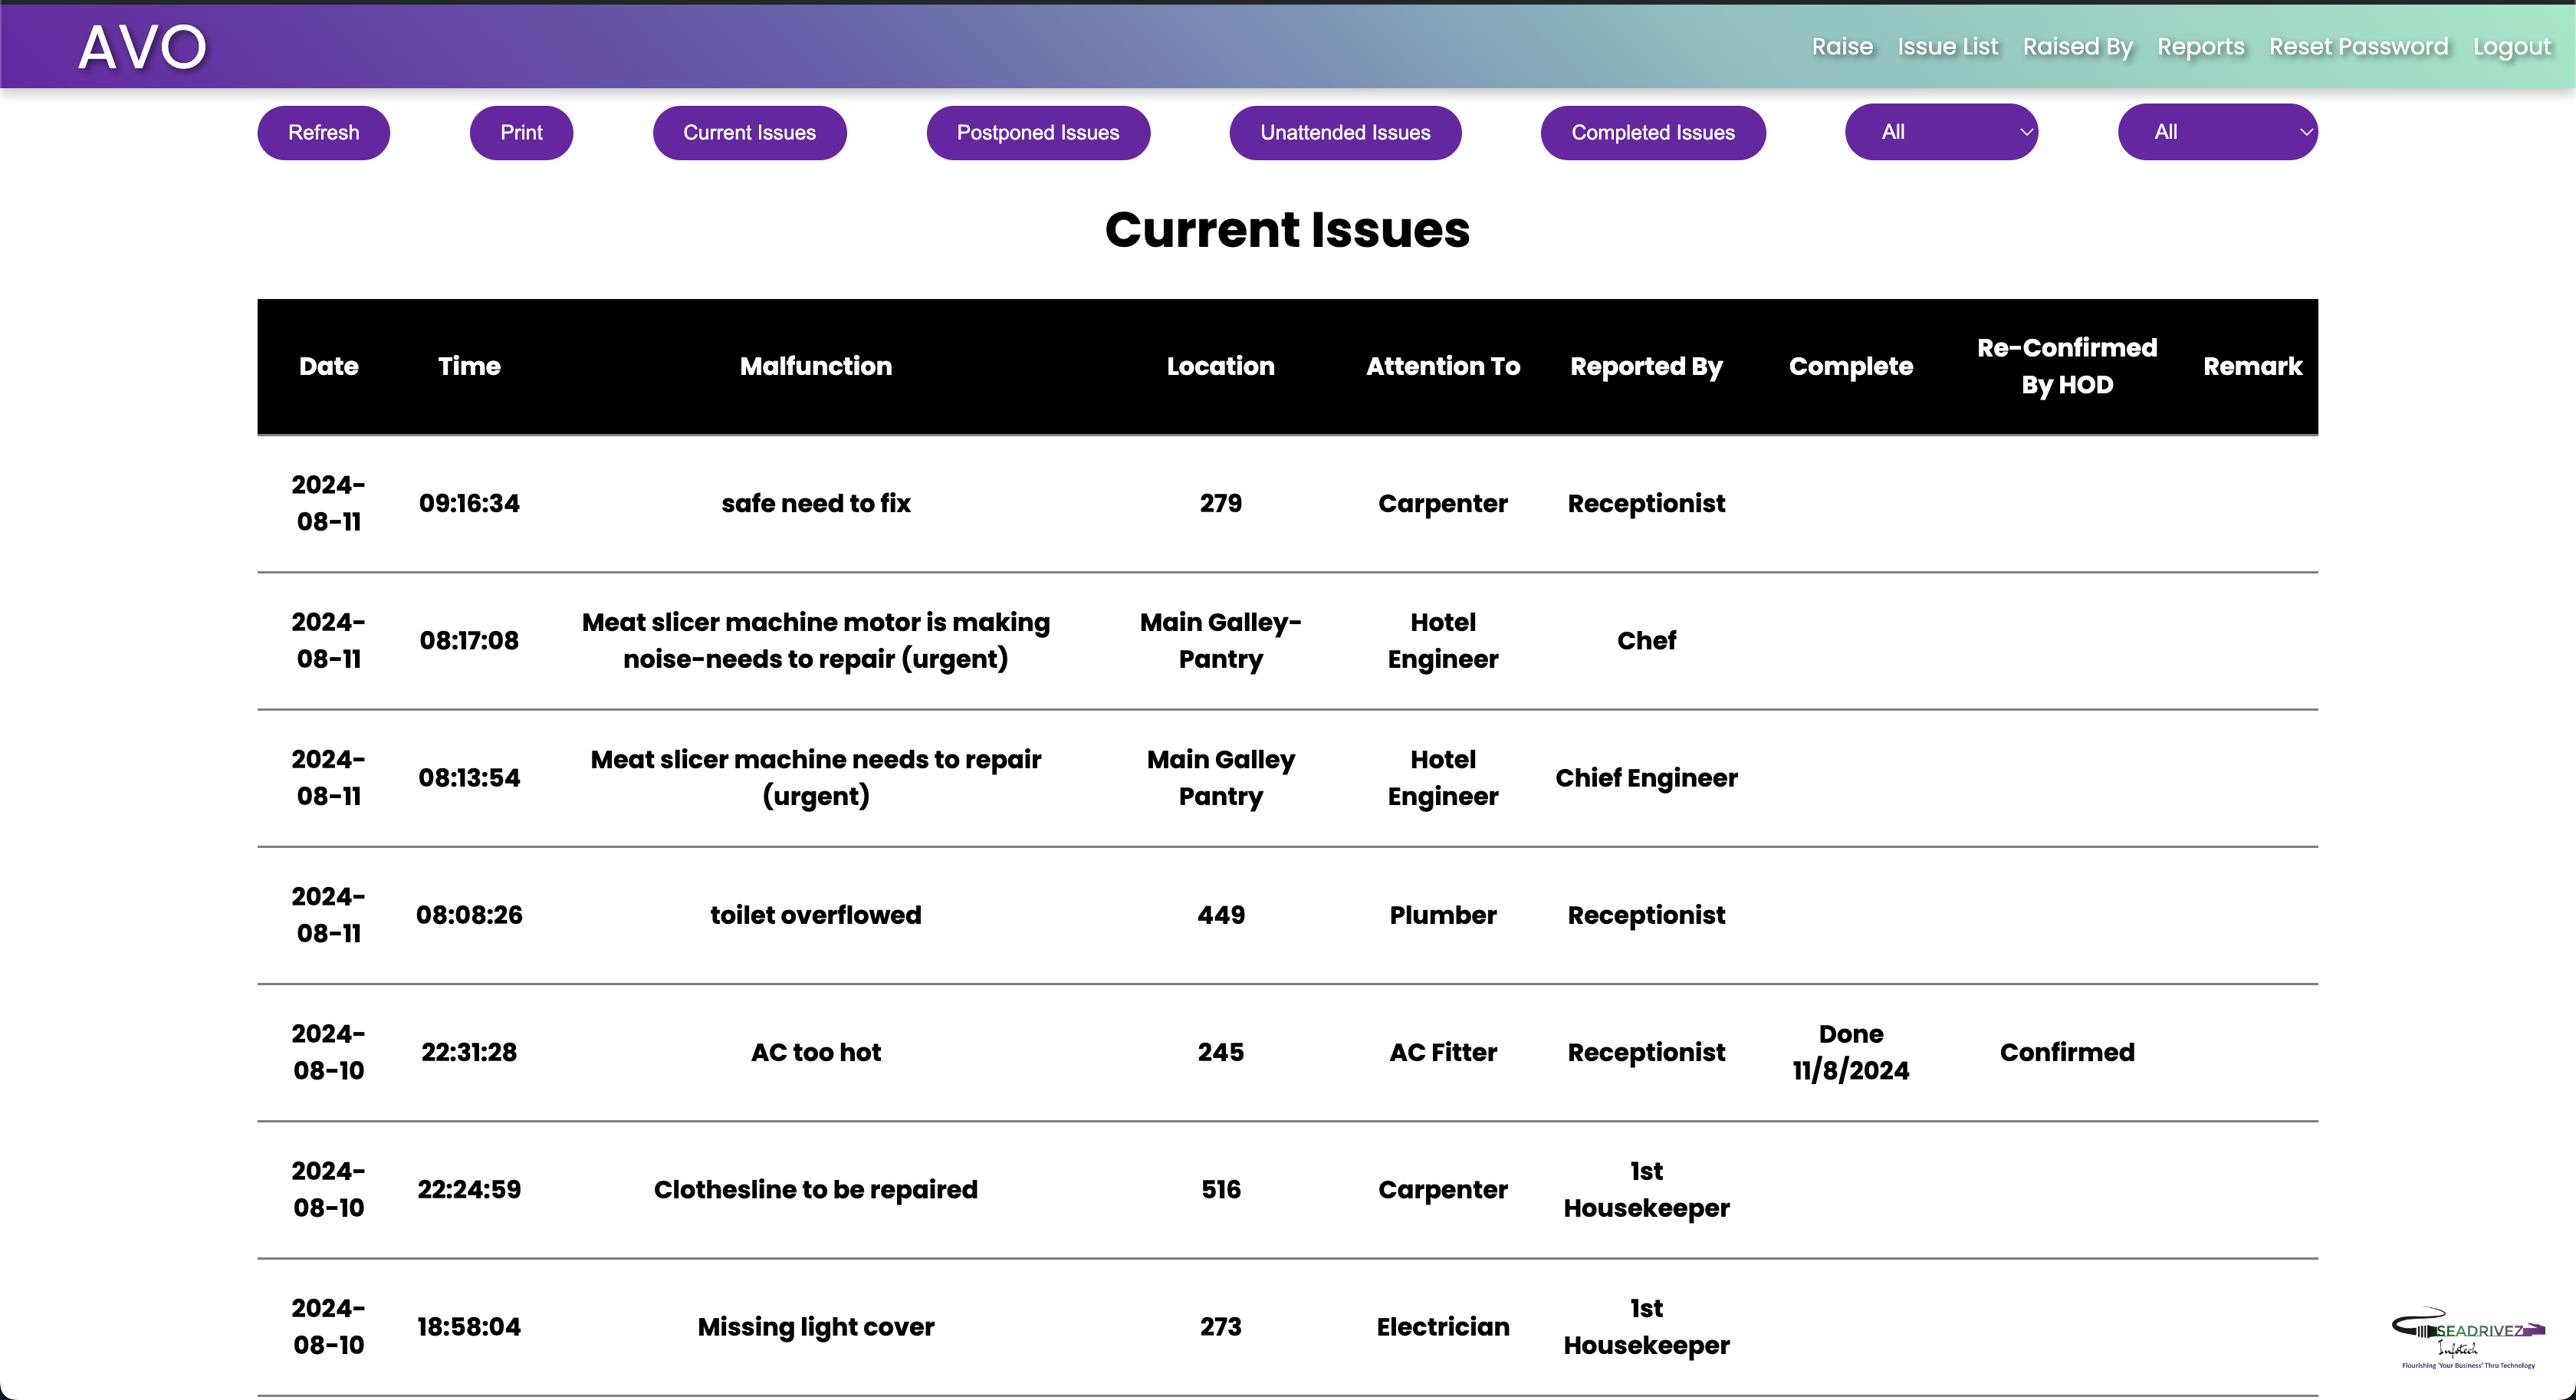 AVO
Raise Issue List Raised By Reports Reset Password Logout
Refresh Print Current Issues Postponed Issues Unattended Issues Completed Issues All All
Current Issues
Date Time Malfunction Location Attention To Reported By Complete Re-Confirmed By HOD Remark
2024-08-11 09:16:34 safe need to fix 279 Carpenter Receptionist
2024-08-11 08:17:08 Meat slicer machine motor is making noise-needs to repair (urgent) Main Galley-Pantry Hotel Engineer Chef
2024-08-11 08:13:54 Meat slicer machine needs to repair (urgent) Main Galley Pantry Hotel Engineer Chief Engineer
2024-08-11 08:08:26 toilet overflowed 449 Plumber Receptionist
2024-08-10 22:31:28 AC too hot 245 AC Fitter Receptionist Done 11/8/2024 Confirmed
2024-08-10 22:24:59 Clothesline to be repaired 516 Carpenter 1st Housekeeper
2024-08-10 18:58:04 Missing light cover 273 Electrician 1st Housekeeper
SEADRIVEZ
Infotech
Flourishing 'Your Business' Thru Technology